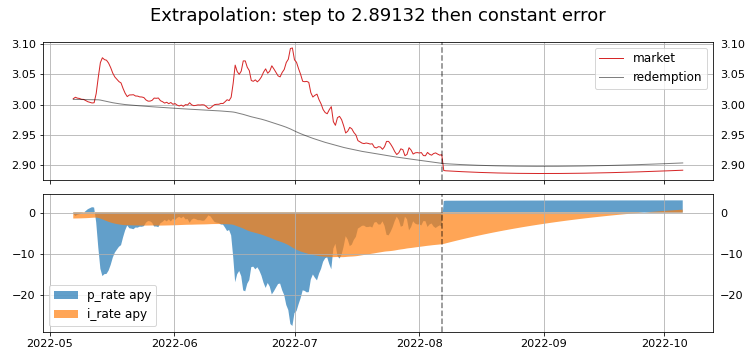 Extrapolation: step to 2.89132 then constant error
3.10 3.10
market
redemption
3.05 3.05
3.00 3.00
2.95 2.95
2.90 2.90
0 0
−10 −10
p_rate apy
i_rate apy
−20 −20
2022-05 2022-06 2022-07 2022-08 2022-09 2022-10